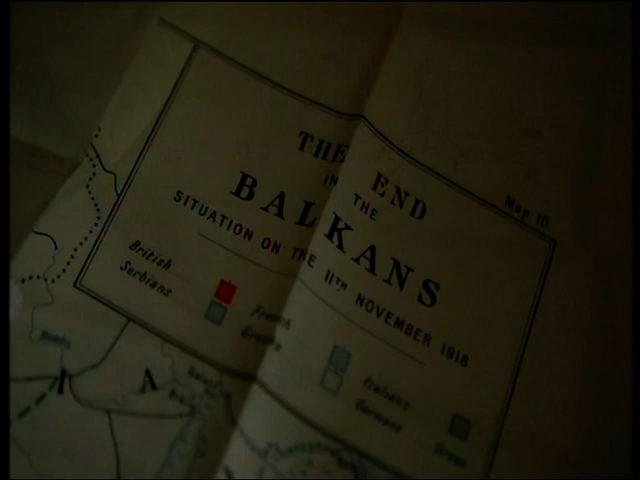 Map 10
THE END
IN THE
BALKANS
SITUATION ON THE 11TH NOVEMBER 1918
British French Italians
Serbians Greeks Germans